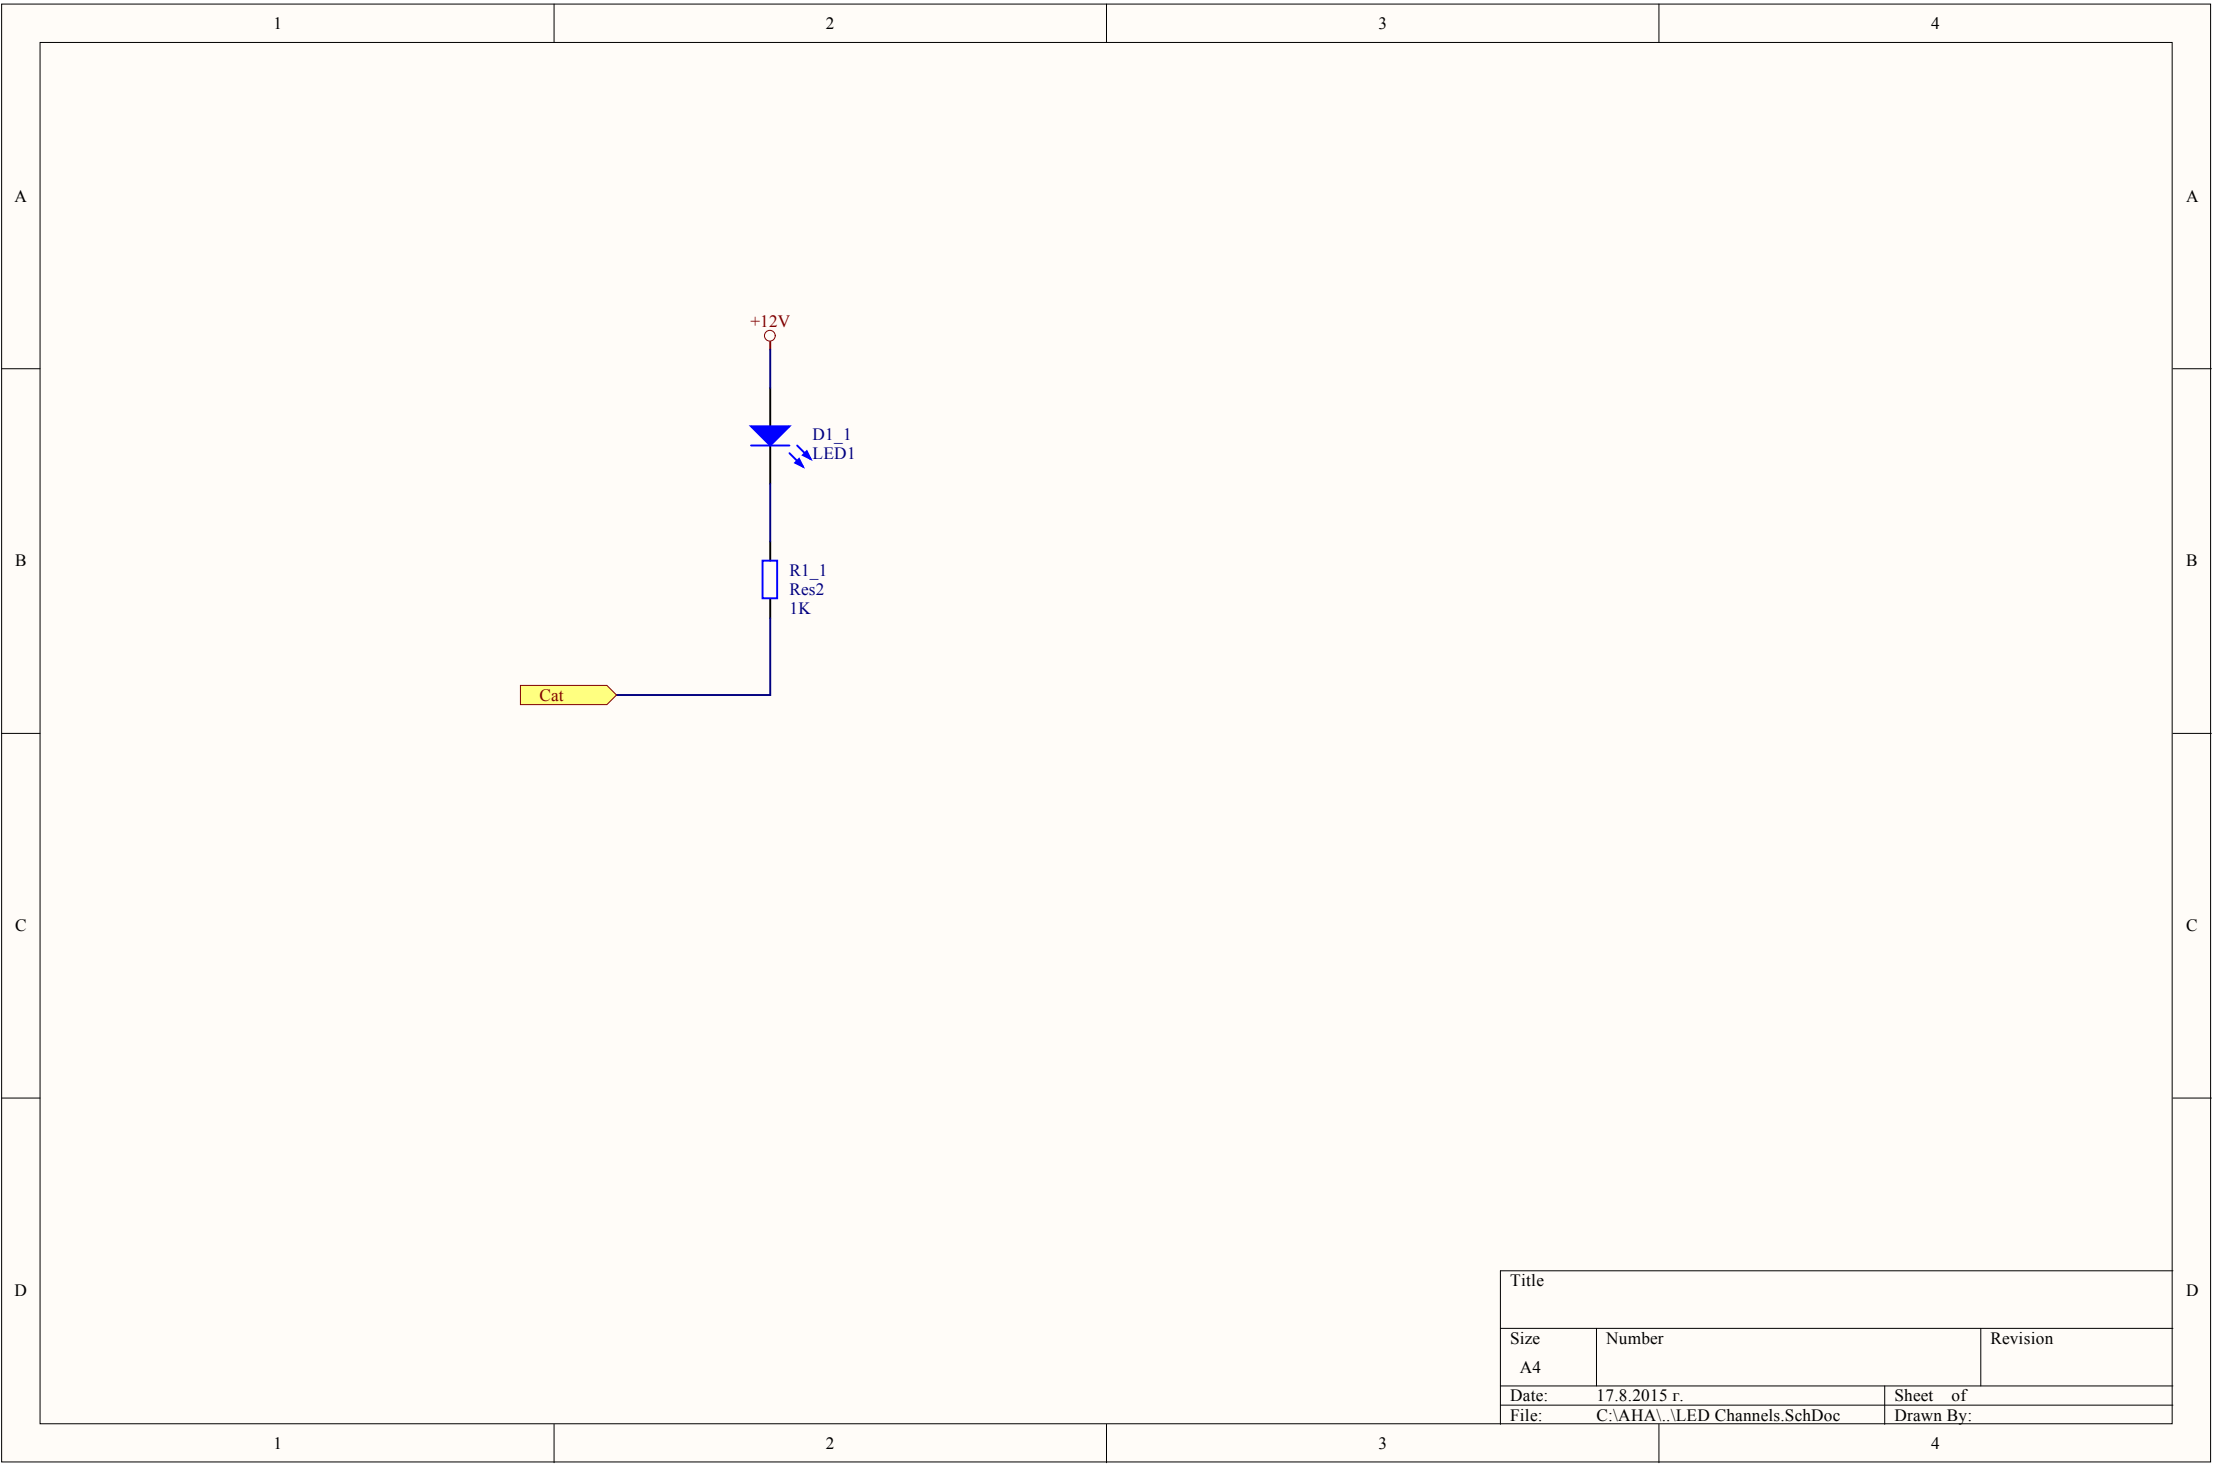 1 2 3 4
A A
+12V
D1_1
LED1
B B
R1_1
Res2
1K
Cat
C C
D D
Title
Size Number Revision
A4
Date: 17.8.2015 г. Sheet of
File: C:\AHA\..\LED Channels.SchDoc Drawn By:
1 2 3 4